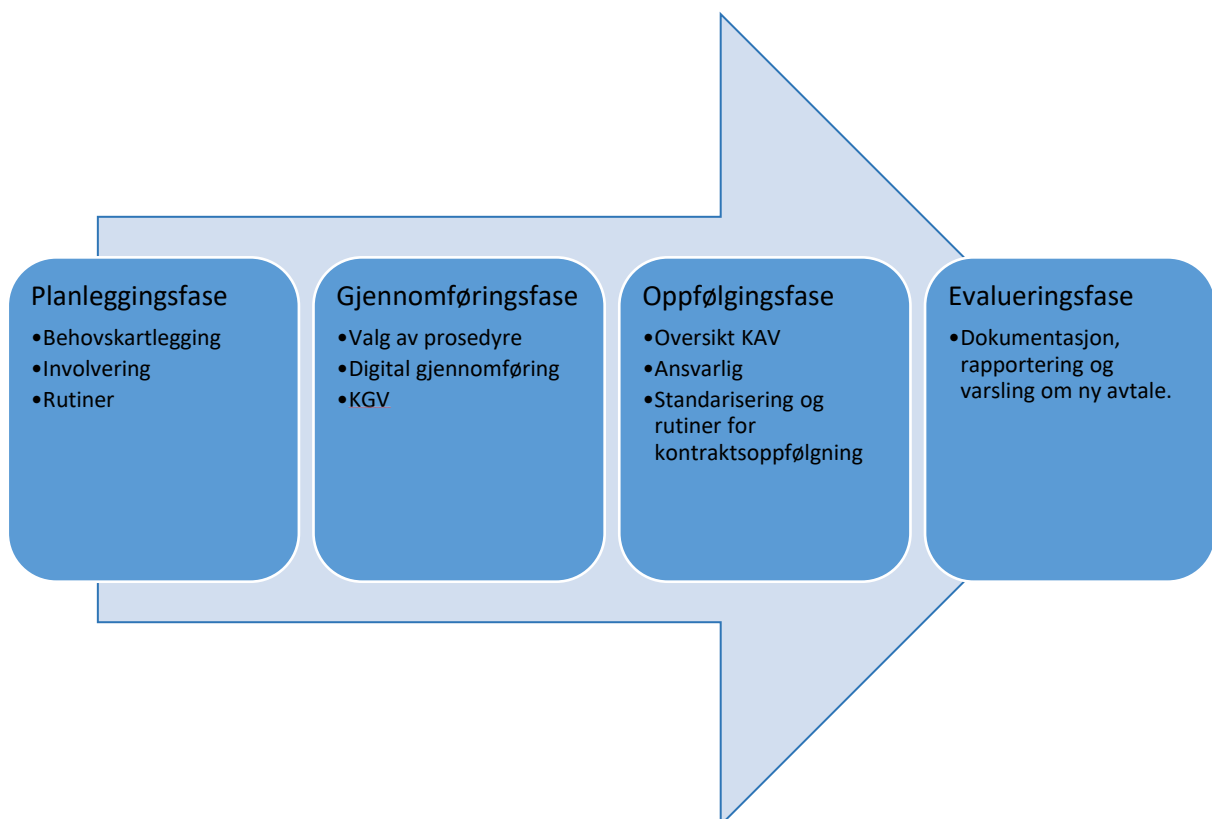 Planleggingsfase
•Behovskartlegging
•Involvering
•Rutiner
Gjennomføringsfase
•Valg av prosedyre
•Digital gjennomføring
•KGV
Oppfølgingsfase
•Oversikt KAV
•Ansvarlig
•Standarisering og
rutiner for
kontraktsoppfølgning
Evalueringsfase
•Dokumentasjon,
rapportering og
varsling om ny avtale.